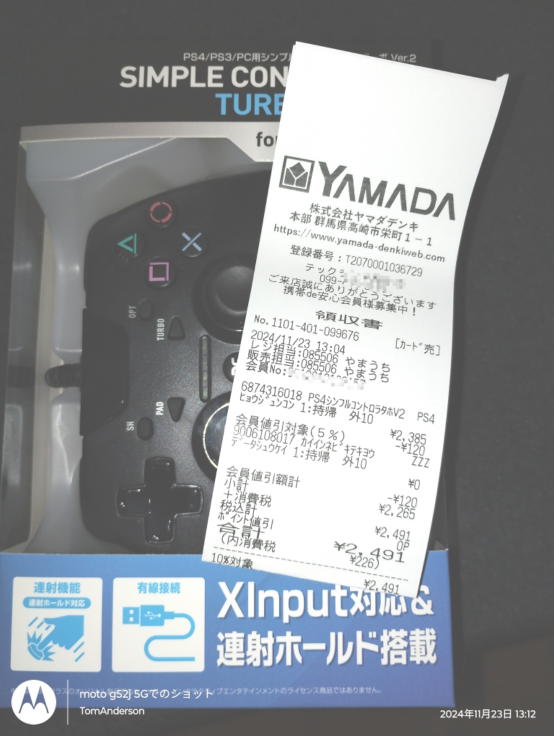 PS4/PS3/PC用シンプル
Ver.2
SIMPLE CON
TURB
fo
OPT
TURBO
PAD
SH
YAMADA
株式会社ヤマダデンキ
本部 群馬県高崎市栄町1-1
https://www.yamada-denkiweb.com
登録番号:T2070001036729
テック
099-
ご来店誠にありがとうございます
携帯de安心会員様募集中!
領収書
No.1101-401-099676
[カード売]
2024/11/23 13:04
レジ担当:085506 やまうち
販売担当:085506 やまうち
会員No:
6874316018 PS4シンプルコントロラタホV2 PS4
ヒョウジュンコン 1:持帰 外10
¥2,385
会員値引対象(5%) -¥120
5006108017 カイインネビキテキヨウ ZZZ
データシュウケイ 1:持帰 外10
¥0
会員値引額計 -¥120
小計 ¥2,265
+消費税
税込計 ¥2,491
ポイント値引 0P
合計 ¥2,491
(内消費税 ¥226)
10%対象 ¥2,491
連射機能
連射ホールド対応
有線接続
XInput対応&
連射ホールド搭載
moto g52j 5Gでのショット
TomAnderson
2024年11月23日 13:12